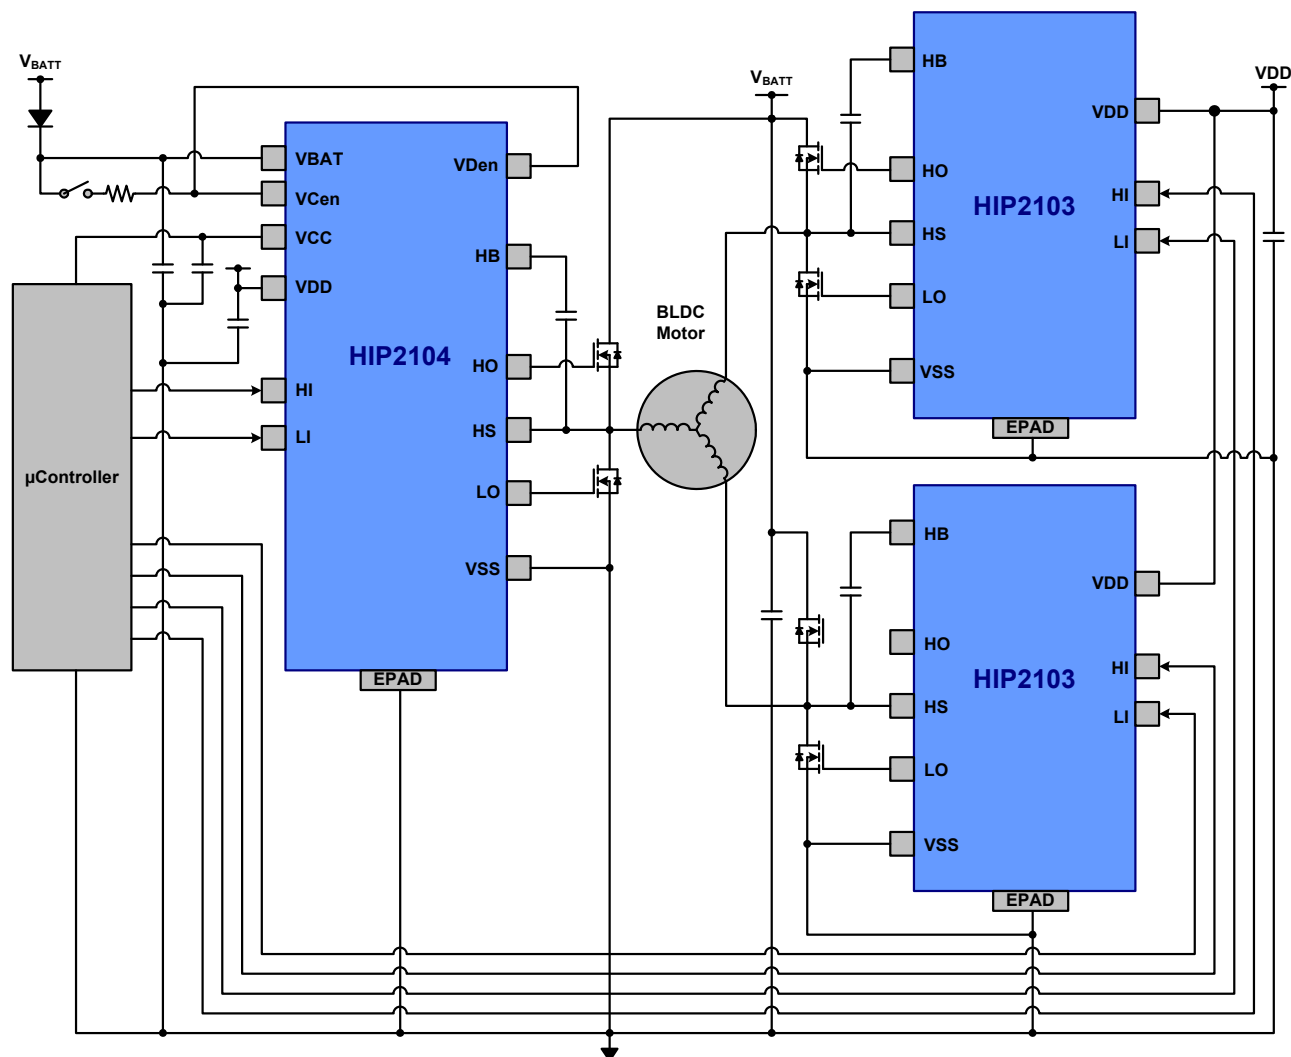 V_BATT
VBAT
VCen
VCC
VDD
HIP2104
HI
LI
VDen
HB
HO
HS
LO
VSS
EPAD
µController
BLDC
Motor
V_BATT
HB
HO
HS
LO
VSS
HIP2103
VDD
HI
LI
EPAD
VDD
HB
HO
HS
LO
VSS
HIP2103
VDD
HI
LI
EPAD